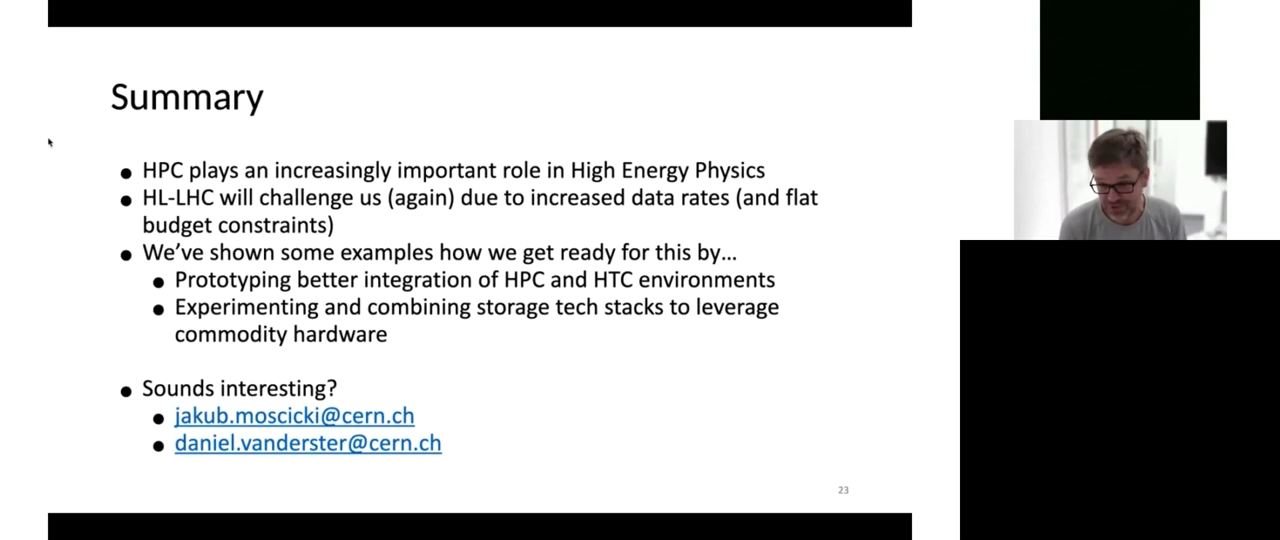 Summary
● HPC plays an increasingly important role in High Energy Physics
● HL-LHC will challenge us (again) due to increased data rates (and flat
budget constraints)
● We’ve shown some examples how we get ready for this by…
● Prototyping better integration of HPC and HTC environments
● Experimenting and combining storage tech stacks to leverage
commodity hardware
● Sounds interesting?
● jakub.moscicki@cern.ch
● daniel.vanderster@cern.ch
23